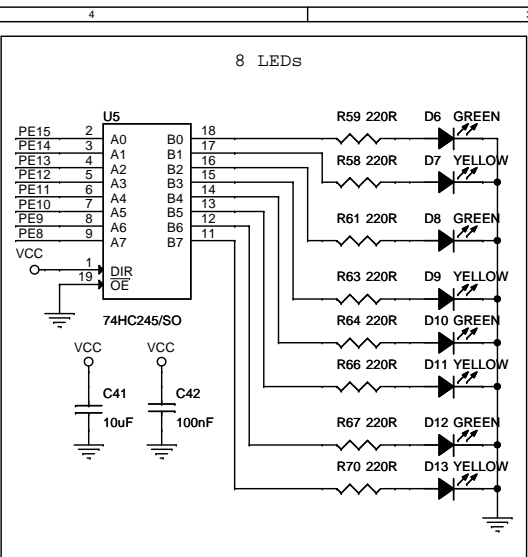 4
8 LEDs
U5
PE15 2 A0 B0 18
PE14 3 A1 B1 17
PE13 4 A2 B2 16
PE12 5 A3 B3 15
PE11 6 A4 B4 14
PE10 7 A5 B5 13
PE9 8 A6 B6 12
PE8 9 A7 B7 11
VCC
1 DIR
19 OE
74HC245/SO
R59 220R D6 GREEN
R58 220R D7 YELLOW
R61 220R D8 GREEN
R63 220R D9 YELLOW
R64 220R D10 GREEN
R66 220R D11 YELLOW
R67 220R D12 GREEN
R70 220R D13 YELLOW
VCC VCC
C41 C42
10uF 100nF